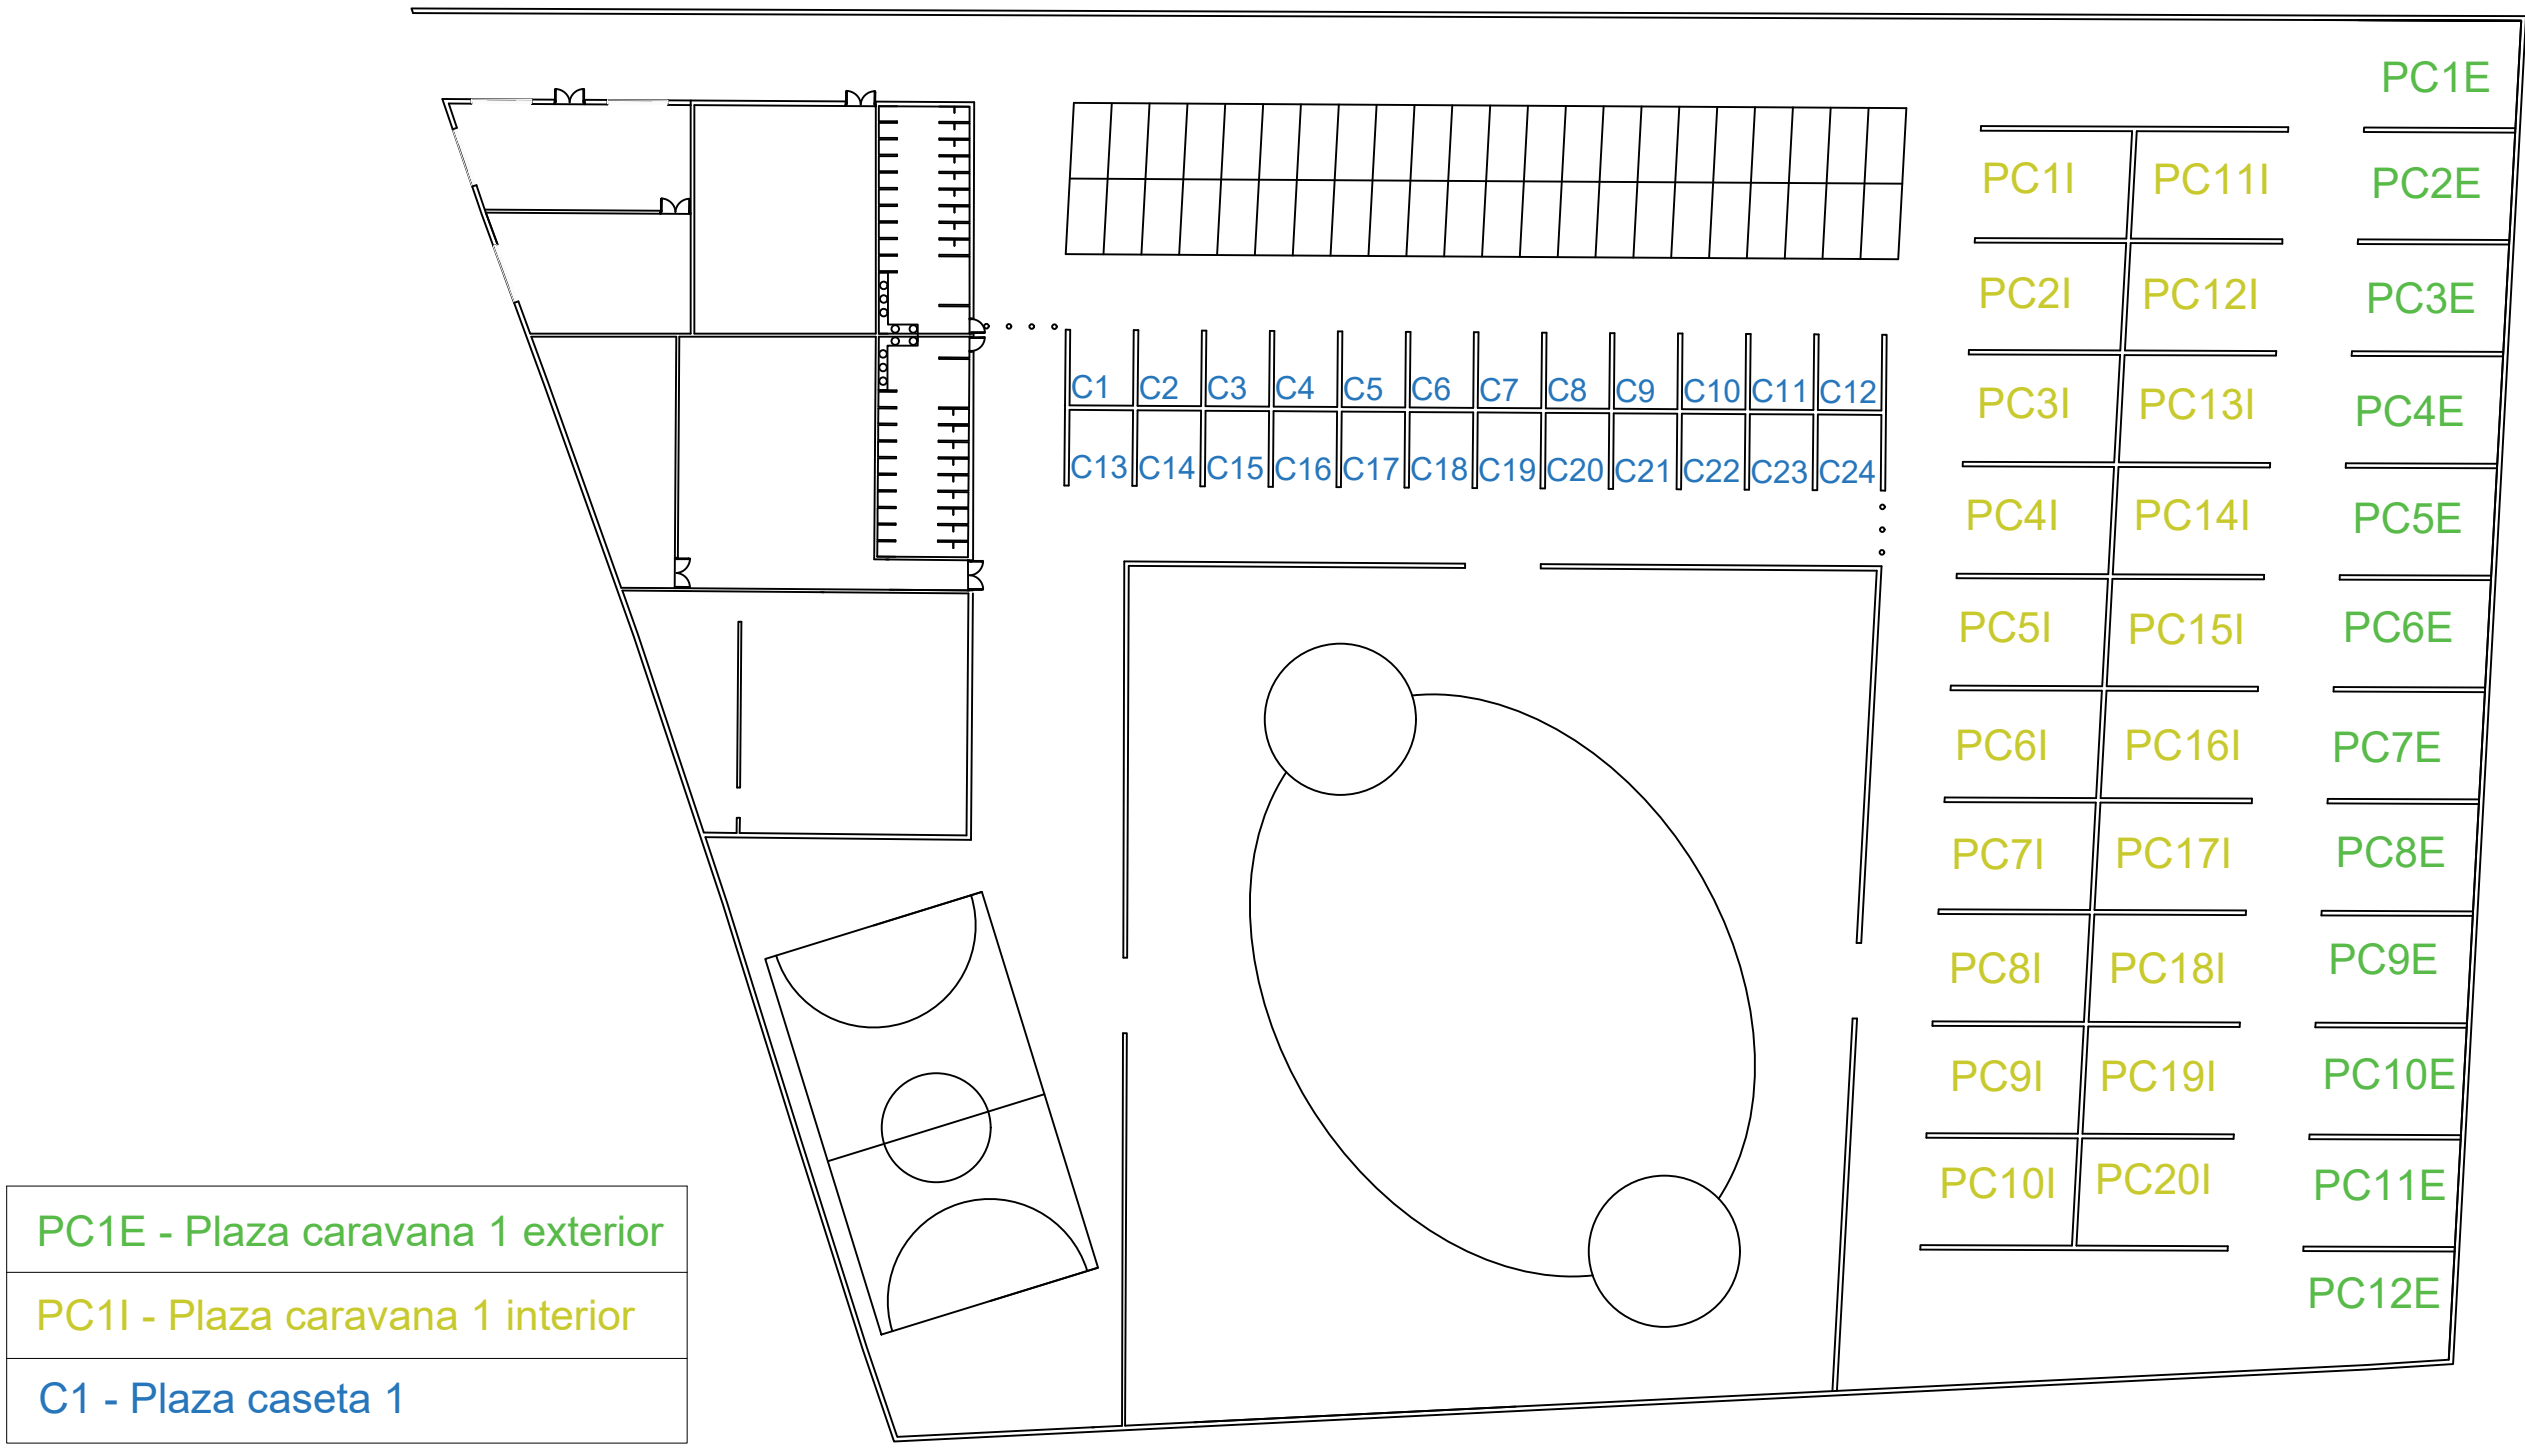 PC1E
PC1I PC11I PC2E
PC2I PC12I PC3E
C1 C2 C3 C4 C5 C6 C7 C8 C9 C10 C11 C12 PC3I PC13I PC4E
C13 C14 C15 C16 C17 C18 C19 C20 C21 C22 C23 C24
PC4I PC14I PC5E
PC5I PC15I PC6E
PC6I PC16I PC7E
PC7I PC17I PC8E
PC8I PC18I PC9E
PC9I PC19I PC10E
PC10I PC20I PC11E
PC12E
PC1E - Plaza caravana 1 exterior
PC1I - Plaza caravana 1 interior
C1 - Plaza caseta 1